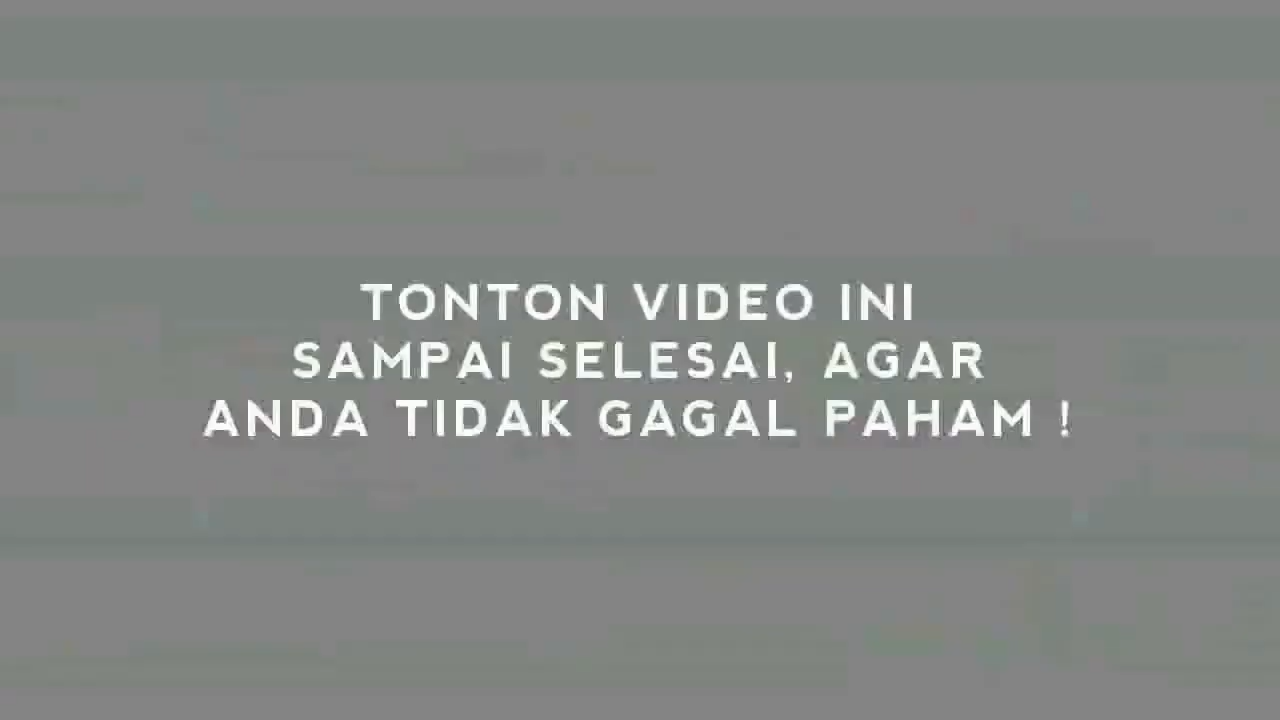 TONTON VIDEO INI
SAMPAI SELESAI, AGAR
ANDA TIDAK GAGAL PAHAM !